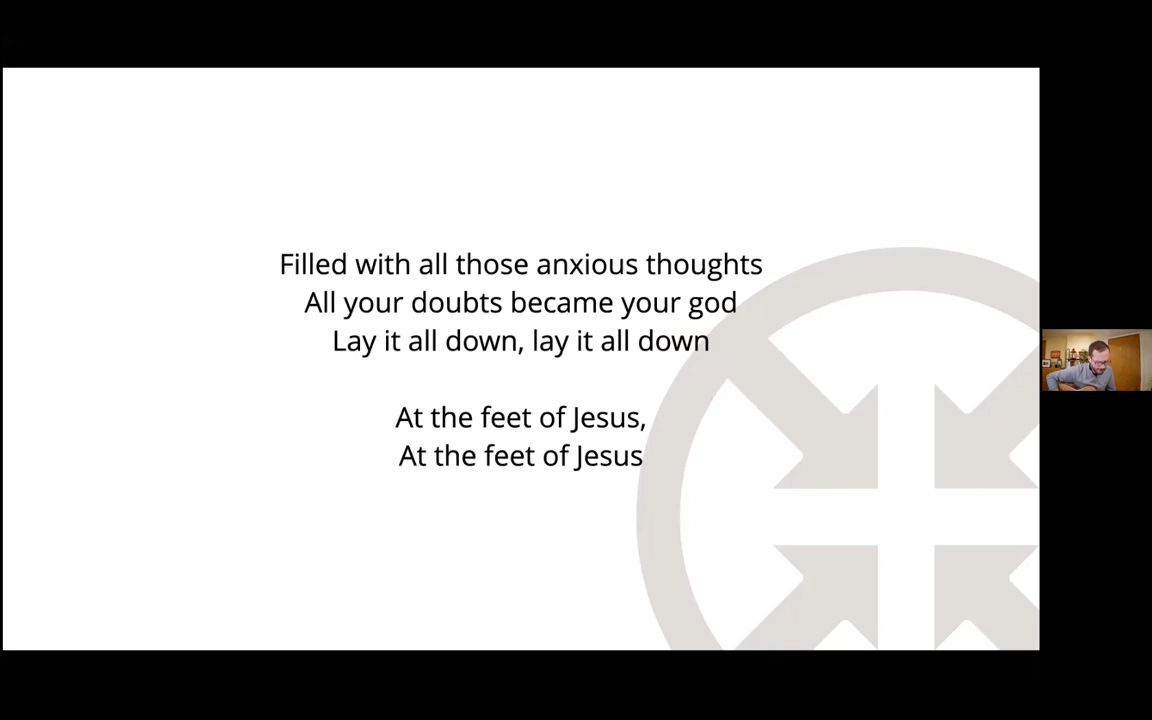 Filled with all those anxious thoughts
All your doubts became your god
Lay it all down, lay it all down
At the feet of Jesus,
At the feet of Jesus